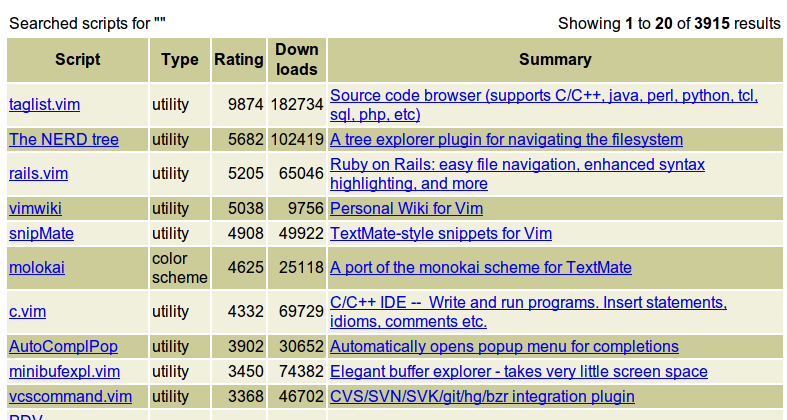 Searched scripts for "" Showing 1 to 20 of 3915 results
Script Type Rating Down loads Summary
taglist.vim utility 9874 182734 Source code browser (supports C/C++, java, perl, python, tcl,
sql, php, etc)
The NERD tree utility 5682 102419 A tree explorer plugin for navigating the filesystem
rails.vim utility 5205 65046 Ruby on Rails: easy file navigation, enhanced syntax
highlighting, and more
vimwiki utility 5038 9756 Personal Wiki for Vim
snipMate utility 4908 49922 TextMate-style snippets for Vim
molokai color scheme 4625 25118 A port of the monokai scheme for TextMate
c.vim utility 4332 69729 C/C++ IDE -- Write and run programs. Insert statements,
idioms, comments etc.
AutoComplPop utility 3902 30652 Automatically opens popup menu for completions
minibufexpl.vim utility 3450 74382 Elegant buffer explorer - takes very little screen space
vcscommand.vim utility 3368 46702 CVS/SVN/SVK/git/hg/bzr integration plugin